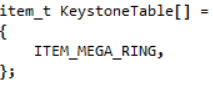 item_t KeystoneTable[] =
{
    ITEM_MEGA_RING,
};